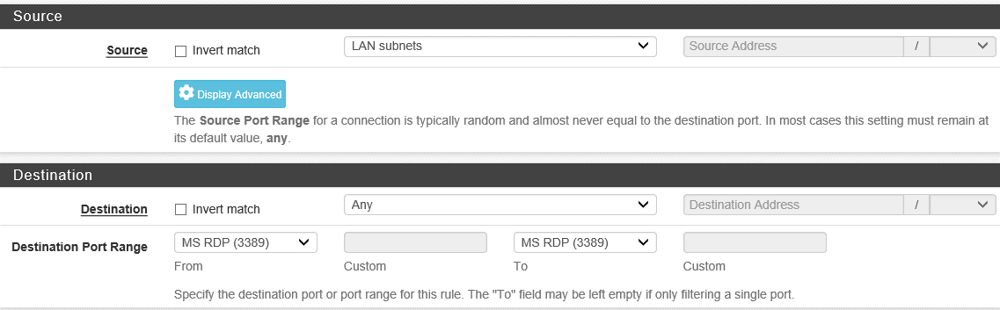 Source
Source Invert match LAN subnets Source Address /
Display Advanced
The Source Port Range for a connection is typically random and almost never equal to the destination port. In most cases this setting must remain at
its default value, any.
Destination
Destination Invert match Any Destination Address /
Destination Port Range MS RDP (3389) MS RDP (3389)
From Custom To Custom
Specify the destination port or port range for this rule. The "To" field may be left empty if only filtering a single port.